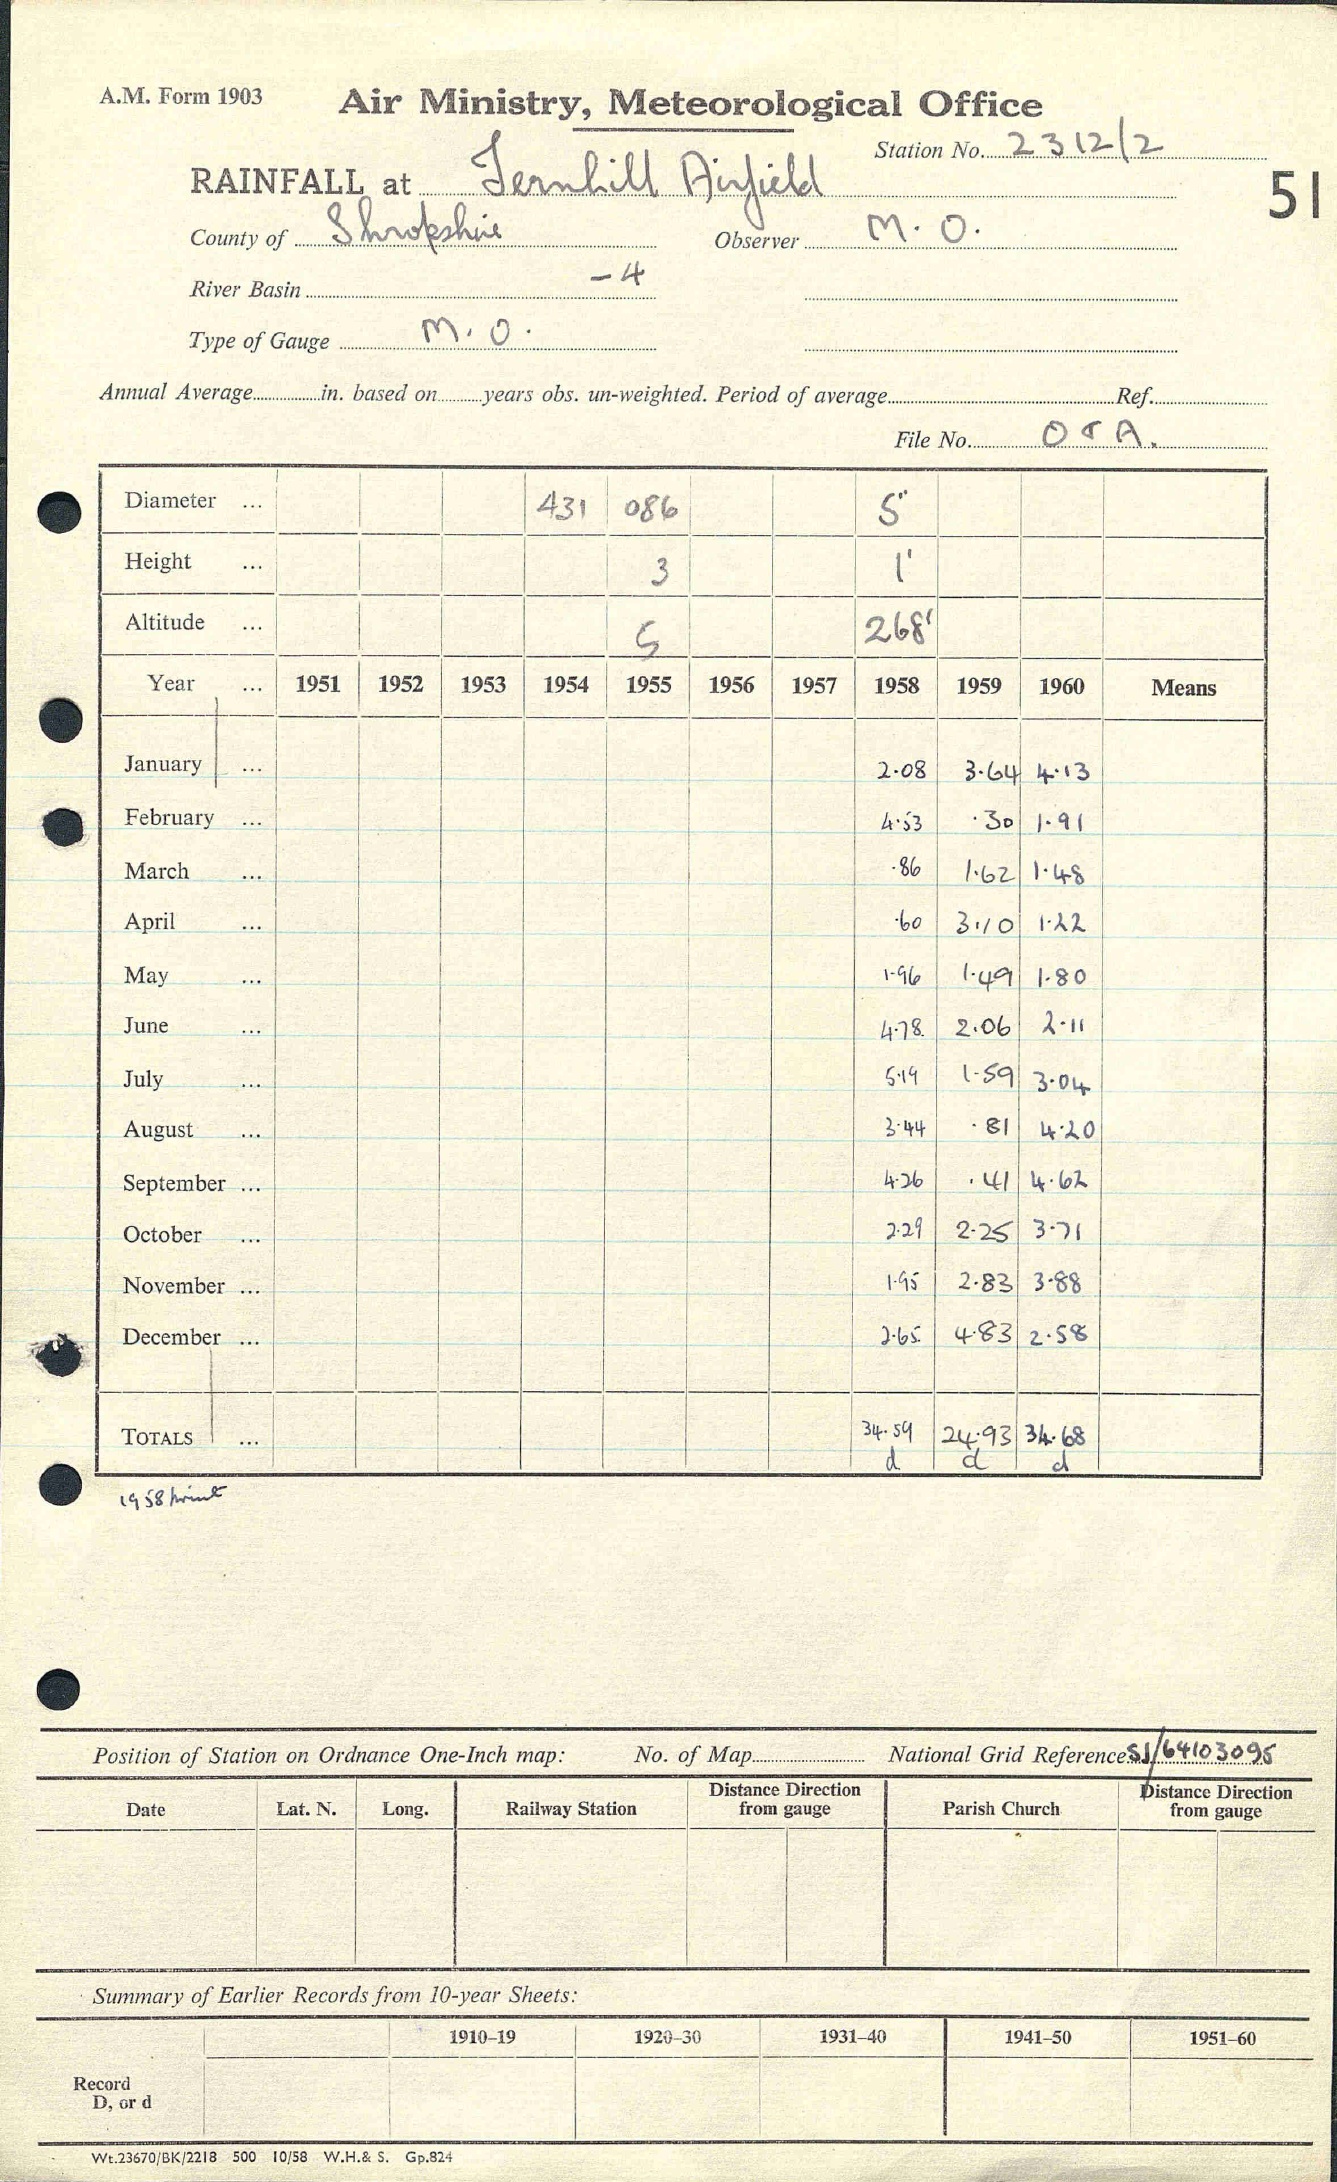 A.M. Form 1903
Air Ministry, Meteorological Office
Station No. 2312/2
RAINFALL at Ternhill Airfield
51
County of Shropshire Observer M. O.
River Basin -4
Type of Gauge M. O.
Annual Average in. based on years obs. un-weighted. Period of average Ref.
File No. O & A.
Diameter ... 431 086 5"
Height ... 3 1'
Altitude ... 5 268'
Year ... 1951 1952 1953 1954 1955 1956 1957 1958 1959 1960 Means
January ... 2.08 3.64 4.13
February ... 4.53 .30 1.91
March ... .86 1.62 1.48
April ... .60 3.10 1.22
May ... 1.96 1.49 1.80
June ... 4.78 2.06 2.11
July ... 5.19 1.59 3.04
August ... 3.44 .81 4.20
September ... 4.26 .41 4.62
October ... 2.29 2.25 3.71
November ... 1.95 2.83 3.88
December ... 2.65 4.83 2.58
TOTALS ... 34.59 24.93 34.68
d d d
1958 print
Position of Station on Ordnance One-Inch map: No. of Map National Grid Reference SJ/64103095
Date Lat. N. Long. Railway Station Distance Direction from gauge Parish Church Distance Direction from gauge
Summary of Earlier Records from 10-year Sheets:
1910–19 1920–30 1931–40 1941–50 1951–60
Record
D, or d
Wt.23670/BK/2218 500 10/58 W.H.& S. Gp.824